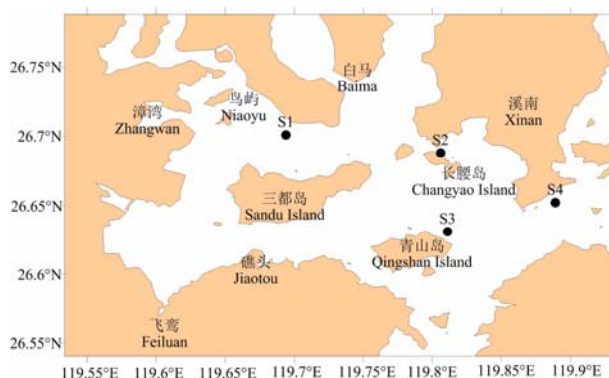 26.75°N
26.7°N
26.65°N
26.6°N
26.55°N
白马
Baima
鸟屿
Niaoyu
漳湾
Zhangwan
溪南
Xinan
S1
S2
长腰岛
Changyao Island
S4
三都岛
Sandu Island
S3
青山岛
Qingshan Island
礁头
Jiaotou
飞鸾
Feiluan
119.55°E 119.6°E 119.65°E 119.7°E 119.75°E 119.8°E 119.85°E 119.9°E